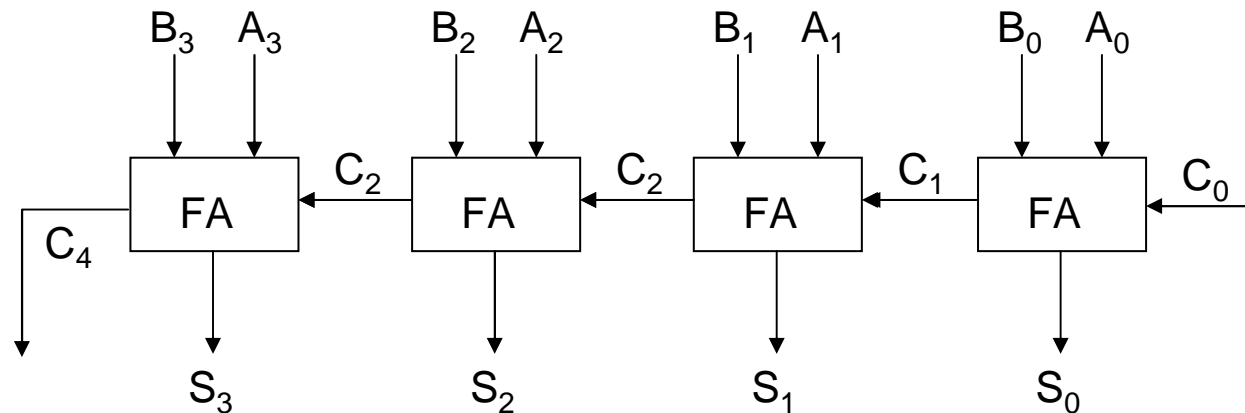 B₃ A₃ B₂ A₂ B₁ A₁ B₀ A₀
C₂ C₂ C₁ C₀
FA FA FA FA
C₄
S₃ S₂ S₁ S₀